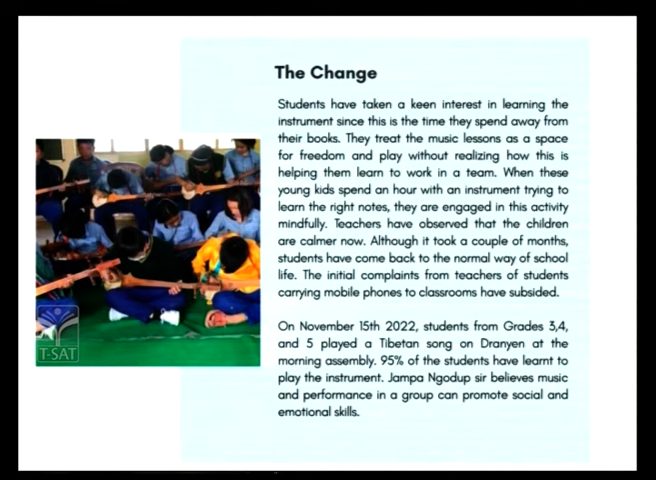 The Change
Students have taken a keen interest in learning the
instrument since this is the time they spend away from
their books. They treat the music lessons as a space
for freedom and play without realizing how this is
helping them learn to work in a team. When these
young kids spend an hour with an instrument trying to
learn the right notes, they are engaged in this activity
mindfully. Teachers have observed that the children
are calmer now. Although it took a couple of months,
students have come back to the normal way of school
life. The initial complaints from teachers of students
carrying mobile phones to classrooms have subsided.
On November 15th 2022, students from Grades 3,4,
and 5 played a Tibetan song on Dranyen at the
morning assembly. 95% of the students have learnt to
play the instrument. Jampa Ngodup sir believes music
and performance in a group can promote social and
emotional skills.
T-SAT